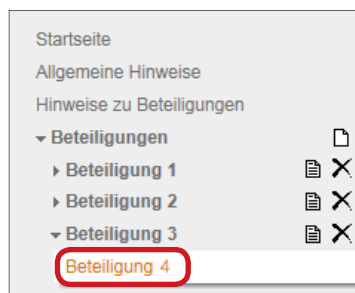 Startseite
Allgemeine Hinweise
Hinweise zu Beteiligungen
Beteiligungen
Beteiligung 1
Beteiligung 2
Beteiligung 3
Beteiligung 4